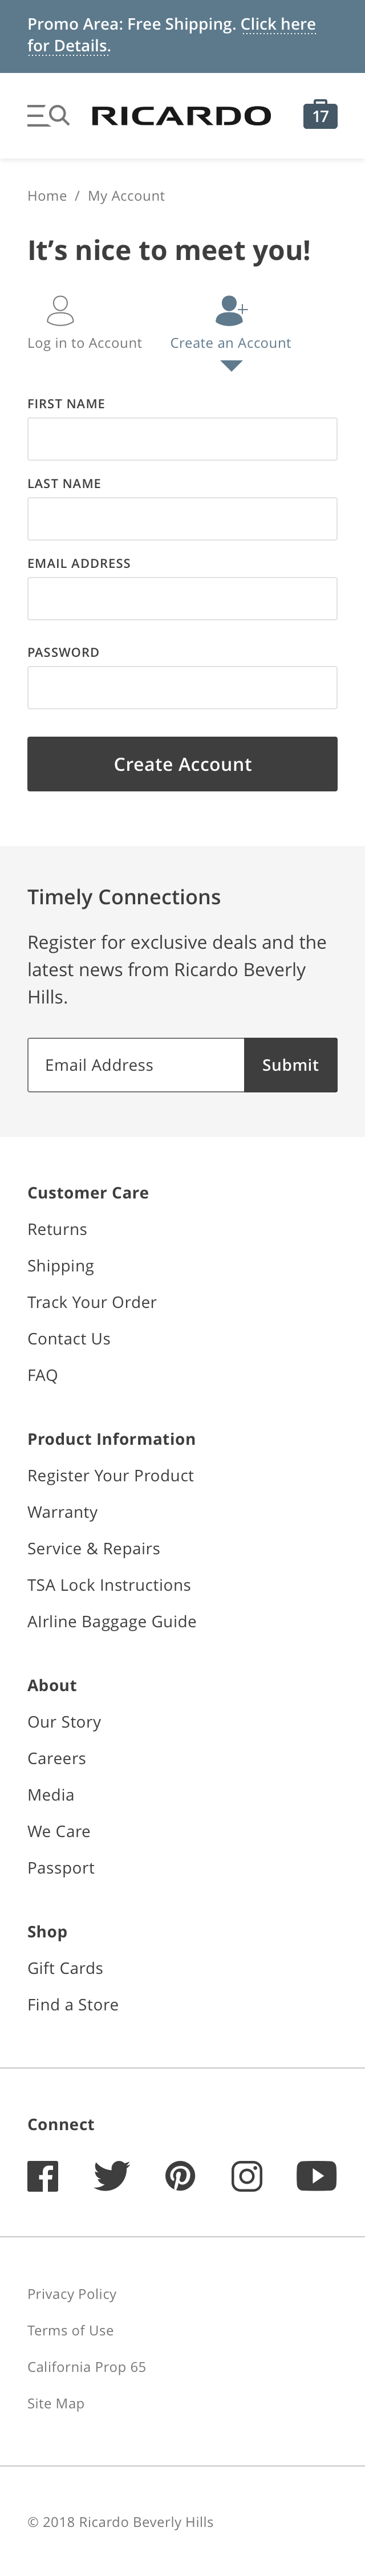 Promo Area: Free Shipping. Click here
for Details.
RICARDO
17
Home / My Account
It’s nice to meet you!
Log in to Account
Create an Account
FIRST NAME
LAST NAME
EMAIL ADDRESS
PASSWORD
Create Account
Timely Connections
Register for exclusive deals and the
latest news from Ricardo Beverly
Hills.
Email Address
Submit
Customer Care
Returns
Shipping
Track Your Order
Contact Us
FAQ
Product Information
Register Your Product
Warranty
Service & Repairs
TSA Lock Instructions
AIrline Baggage Guide
About
Our Story
Careers
Media
We Care
Passport
Shop
Gift Cards
Find a Store
Connect
Privacy Policy
Terms of Use
California Prop 65
Site Map
© 2018 Ricardo Beverly Hills